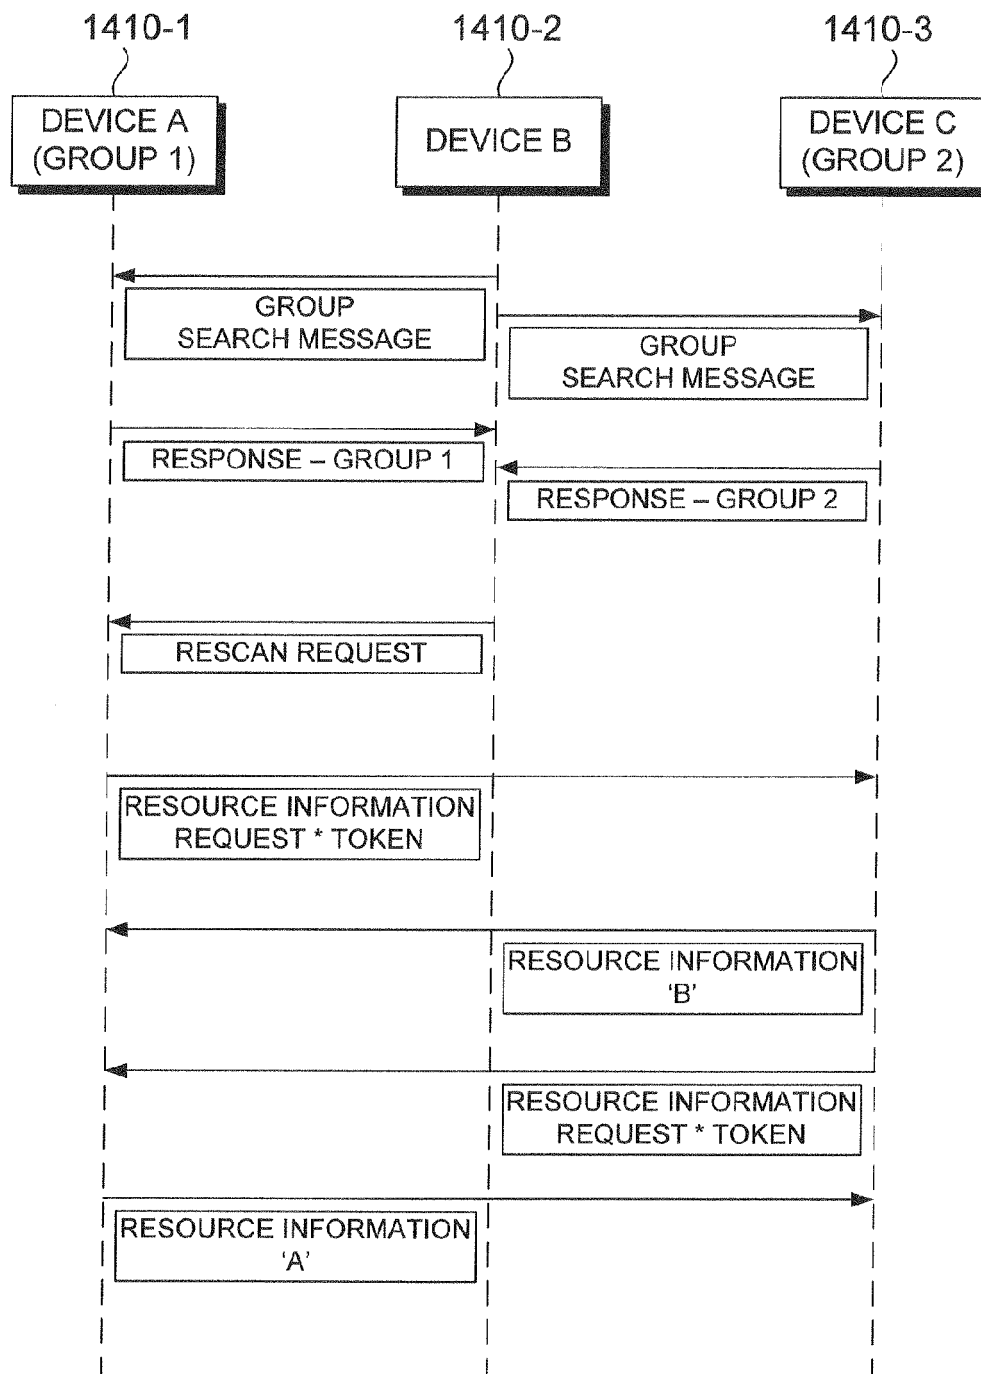 1410-1
1410-2
1410-3
DEVICE A
(GROUP 1)
DEVICE B
DEVICE C
(GROUP 2)
GROUP
SEARCH MESSAGE
GROUP
SEARCH MESSAGE
RESPONSE – GROUP 1
RESPONSE – GROUP 2
RESCAN REQUEST
RESOURCE INFORMATION
REQUEST * TOKEN
RESOURCE INFORMATION
‘B’
RESOURCE INFORMATION
REQUEST * TOKEN
RESOURCE INFORMATION
‘A’